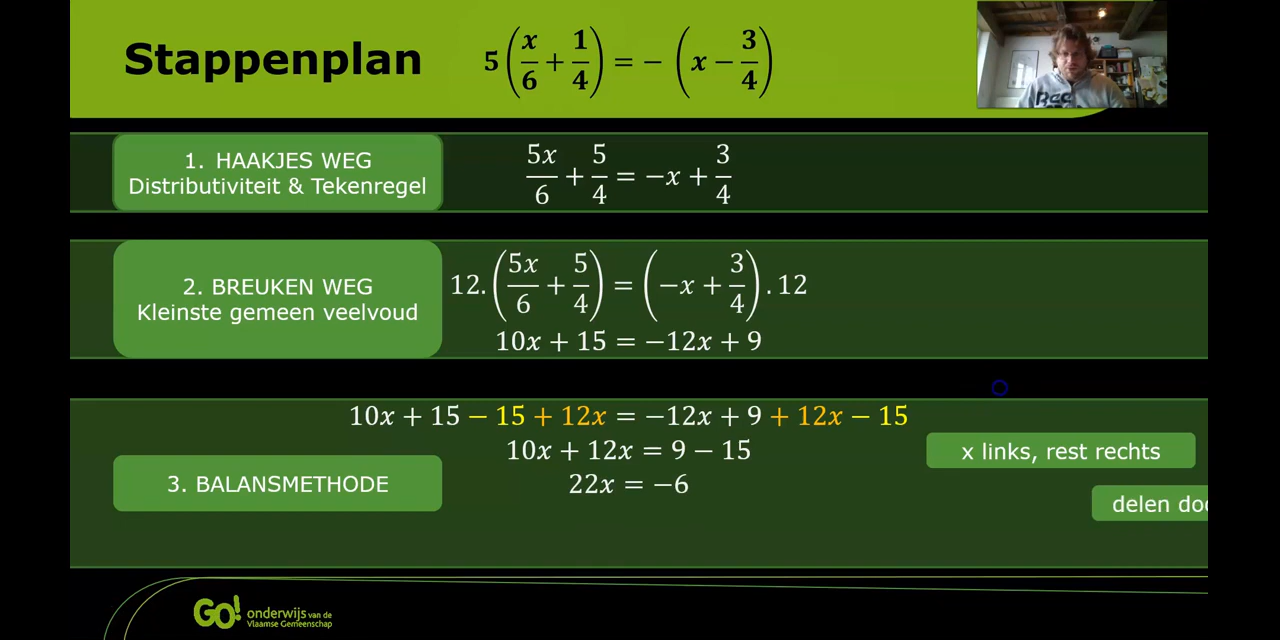 Stappenplan
5(x/6 + 1/4) = −(x − 3/4)
1. HAAKJES WEG
Distributiviteit & Tekenregel
5x/6 + 5/4 = −x + 3/4
2. BREUKEN WEG
Kleinste gemeen veelvoud
12.(5x/6 + 5/4) = (−x + 3/4).12
10x + 15 = −12x + 9
3. BALANSMETHODE
10x + 15 − 15 + 12x = −12x + 9 + 12x − 15
10x + 12x = 9 − 15
22x = −6
x links, rest rechts
delen
GO! onderwijs van de
Vlaamse Gemeenschap